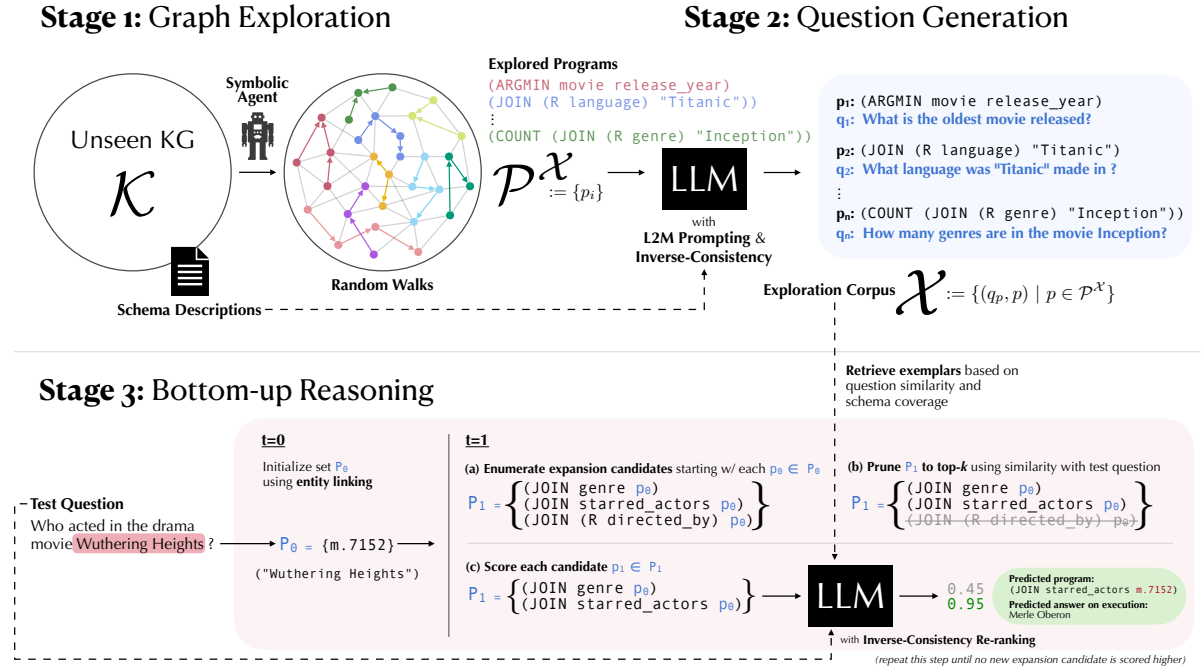 Stage 1: Graph Exploration
Stage 2: Question Generation
Unseen KG
𝒦
Schema Descriptions
Symbolic
Agent
Random Walks
Explored Programs
(ARGMIN movie release_year)
(JOIN (R language) "Titanic"))
⋮
(COUNT (JOIN (R genre) "Inception"))
𝒫^𝒳 := {pᵢ}
LLM
with
L2M Prompting &
Inverse-Consistency
p₁: (ARGMIN movie release_year)
q₁: What is the oldest movie released?
p₂: (JOIN (R language) "Titanic")
q₂: What language was "Titanic" made in ?
⋮
pₙ: (COUNT (JOIN (R genre) "Inception"))
qₙ: How many genres are in the movie Inception?
Exploration Corpus 𝒳 := {(q_p, p) | p ∈ 𝒫^𝒳}
Retrieve exemplars based on
question similarity and
schema coverage
Stage 3: Bottom-up Reasoning
Test Question
Who acted in the drama
movie Wuthering Heights ?
t=0
Initialize set P₀
using entity linking
P₀ = {m.7152}
("Wuthering Heights")
t=1
(a) Enumerate expansion candidates starting w/ each p₀ ∈ P₀
P₁ = {(JOIN genre p₀)
(JOIN starred_actors p₀)
(JOIN (R directed_by) p₀)}
(b) Prune P₁ to top-k using similarity with test question
P₁ = {(JOIN genre p₀)
(JOIN starred_actors p₀)
(JOIN (R directed_by) p₀)}
(c) Score each candidate p₁ ∈ P₁
P₁ = {(JOIN genre p₀)
(JOIN starred_actors p₀)}
LLM
with Inverse-Consistency Re-ranking
0.45
0.95
Predicted program:
(JOIN starred_actors m.7152)
Predicted answer on execution:
Merle Oberon
(repeat this step until no new expansion candidate is scored higher)